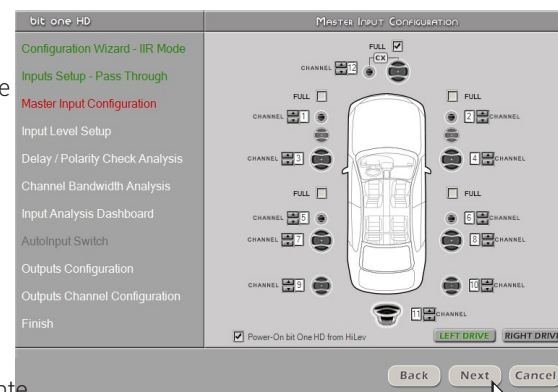 bit one HD
Master Input Configuration
Configuration Wizard - IIR Mode
Inputs Setup - Pass Through
Master Input Configuration
Input Level Setup
Delay / Polarity Check Analysis
Channel Bandwidth Analysis
Input Analysis Dashboard
AutoInput Switch
Outputs Configuration
Outputs Channel Configuration
Finish
FULL
CX
CHANNEL 12
FULL FULL
CHANNEL 1 2 CHANNEL
CHANNEL 3 4 CHANNEL
FULL FULL
CHANNEL 5 6 CHANNEL
CHANNEL 7 8 CHANNEL
CHANNEL 9 10 CHANNEL
11 CHANNEL
Power-On bit One HD from HiLev LEFT DRIVE RIGHT DRIVE
Back Next Cancel